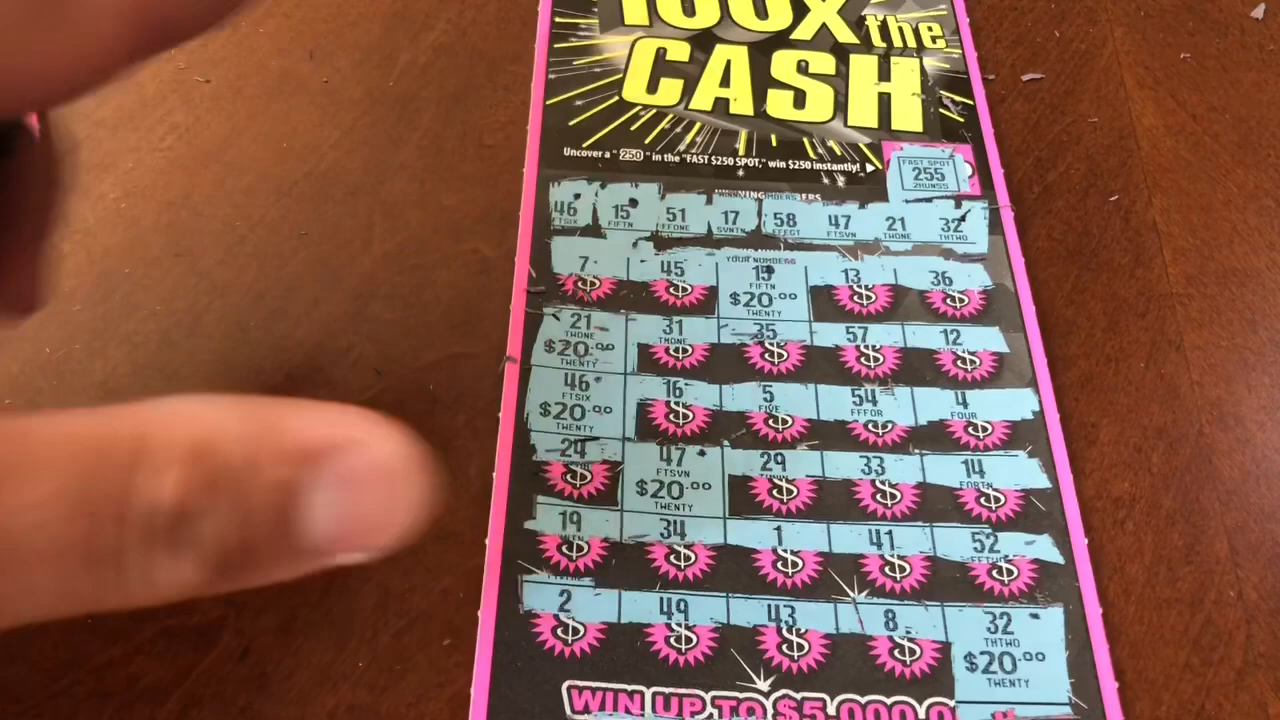 100X the
CASH
Uncover a "250" in the "FAST $250 SPOT," win $250 instantly!
FAST SPOT
255
2HUN55
46 15 51 17 58 47 21 32
FTSIX FIFTN FFONE SVNTN FFEGT FTSVN TWONE THTWO
YOUR NUMBERS
7 45 15 13 36
FIFTN
$20.00
TWENTY
21 31 35 57 12
TWONE
$20.00
TWENTY
46 16 5 54 4
FTSIX FIVE FFFOR FOUR
$20.00
TWENTY
24 47 29 33 14
FTSVN FORTN
$20.00
TWENTY
19 34 1 41 52
2 49 43 8 32
THTWO
$20.00
TWENTY
WIN UP TO $5,000,0